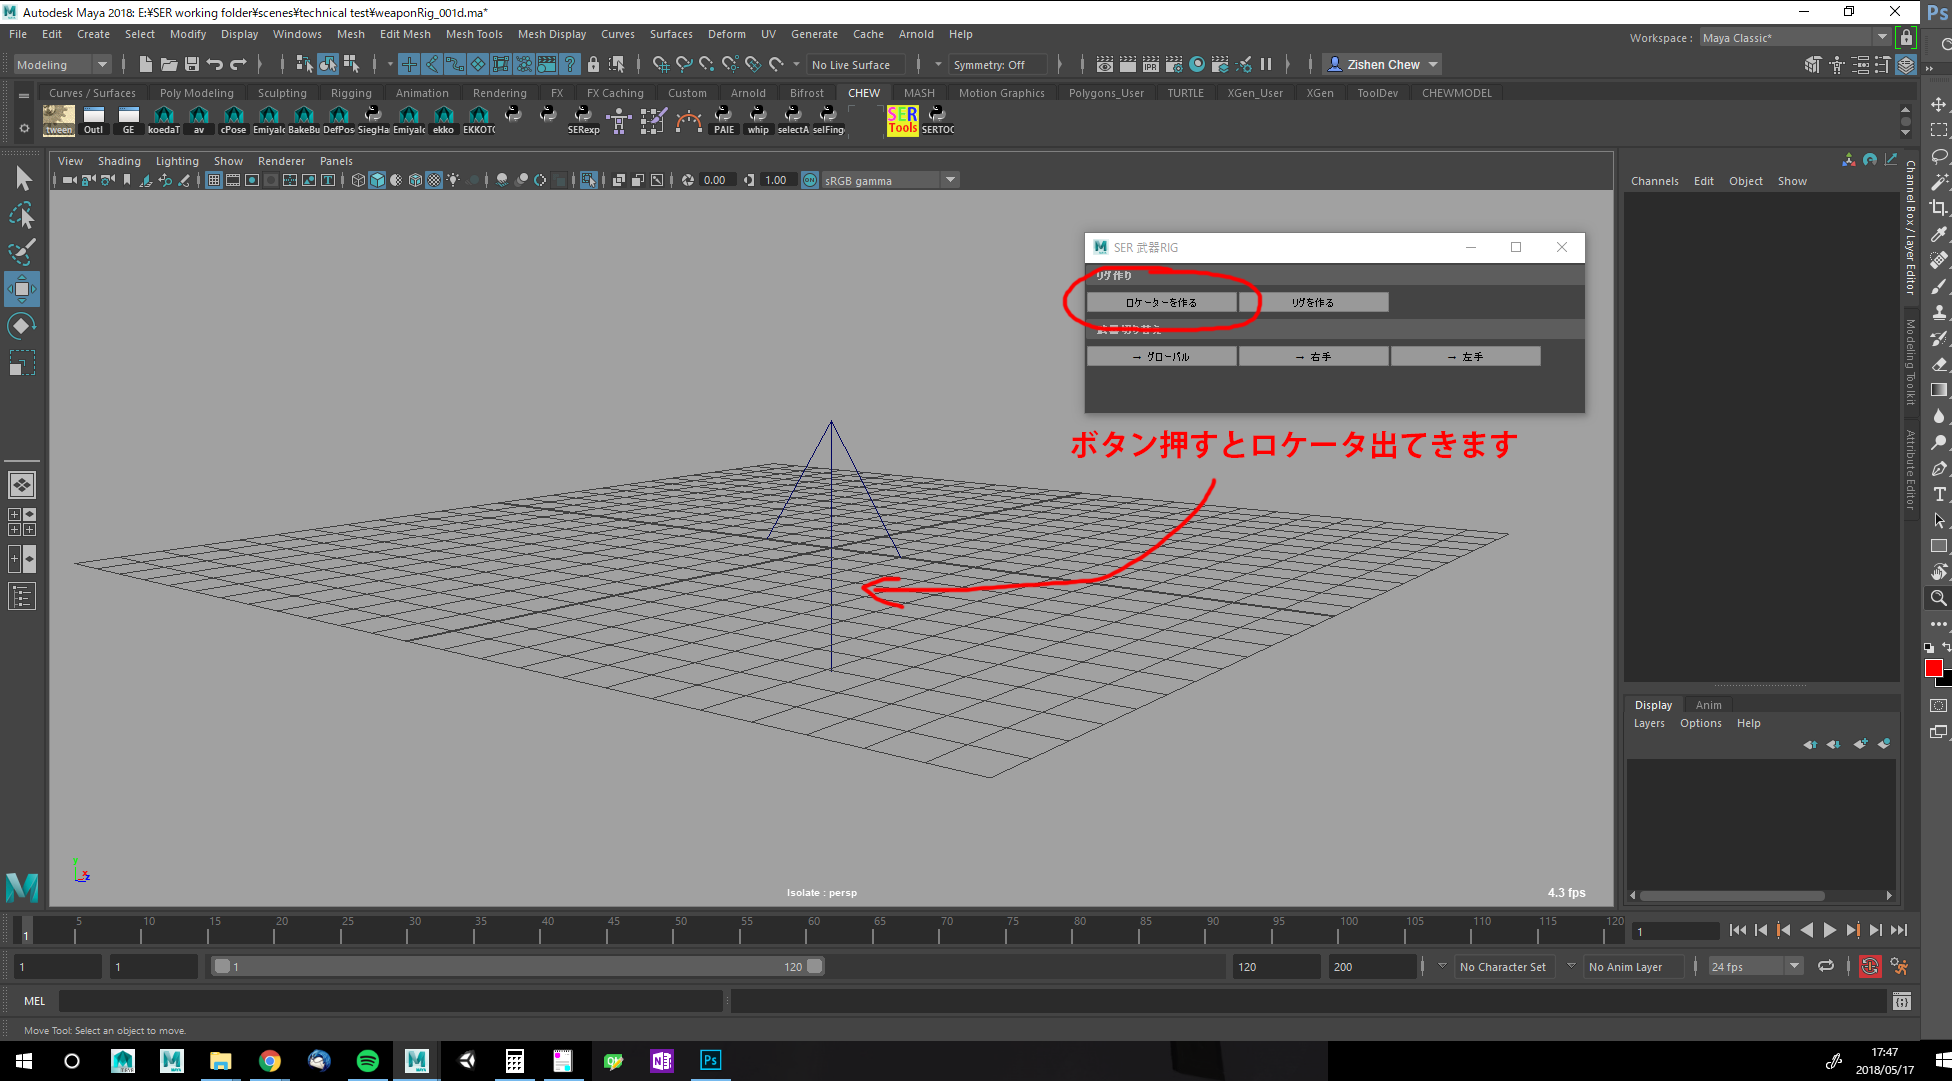 Autodesk Maya 2018: E:¥SER working folder¥scenes¥technical test¥weaponRig_001d.ma*
File Edit Create Select Modify Display Windows Mesh Edit Mesh Mesh Tools Mesh Display Curves Surfaces Deform UV Generate Cache Arnold Help
Workspace : Maya Classic*
Modeling No Live Surface Symmetry: Off Zishen Chew
Curves / Surfaces Poly Modeling Sculpting Rigging Animation Rendering FX FX Caching Custom Arnold Bifrost CHEW MASH Motion Graphics Polygons_User TURTLE XGen_User XGen ToolDev CHEWMODEL
SER
Tools
tween Outl GE koedaT av cPose Emiyalc BakeBu DefPos SiegHa Emiyalc ekko EKKOTO SERexp PAIE whip selectA selFing SERTOO
View Shading Lighting Show Renderer Panels
0.00 1.00 ON sRGB gamma
Channels Edit Object Show
Channel Box / Layer Editor
Modeling Toolkit
Attribute Editor
SER 武器RIG
リグ作り
ロケーターを作る リグを作る
武器切り替え
→ グローバル → 右手 → 左手
ボタン押すとロケータ出てきます
Isolate : persp
4.3 fps
Display Anim
Layers Options Help
1 5 10 15 20 25 30 35 40 45 50 55 60 65 70 75 80 85 90 95 100 105 110 115 120
1
1 1 1 120 120 200 No Character Set No Anim Layer 24 fps
MEL
Move Tool: Select an object to move.
Ps
17:47
2018/05/17